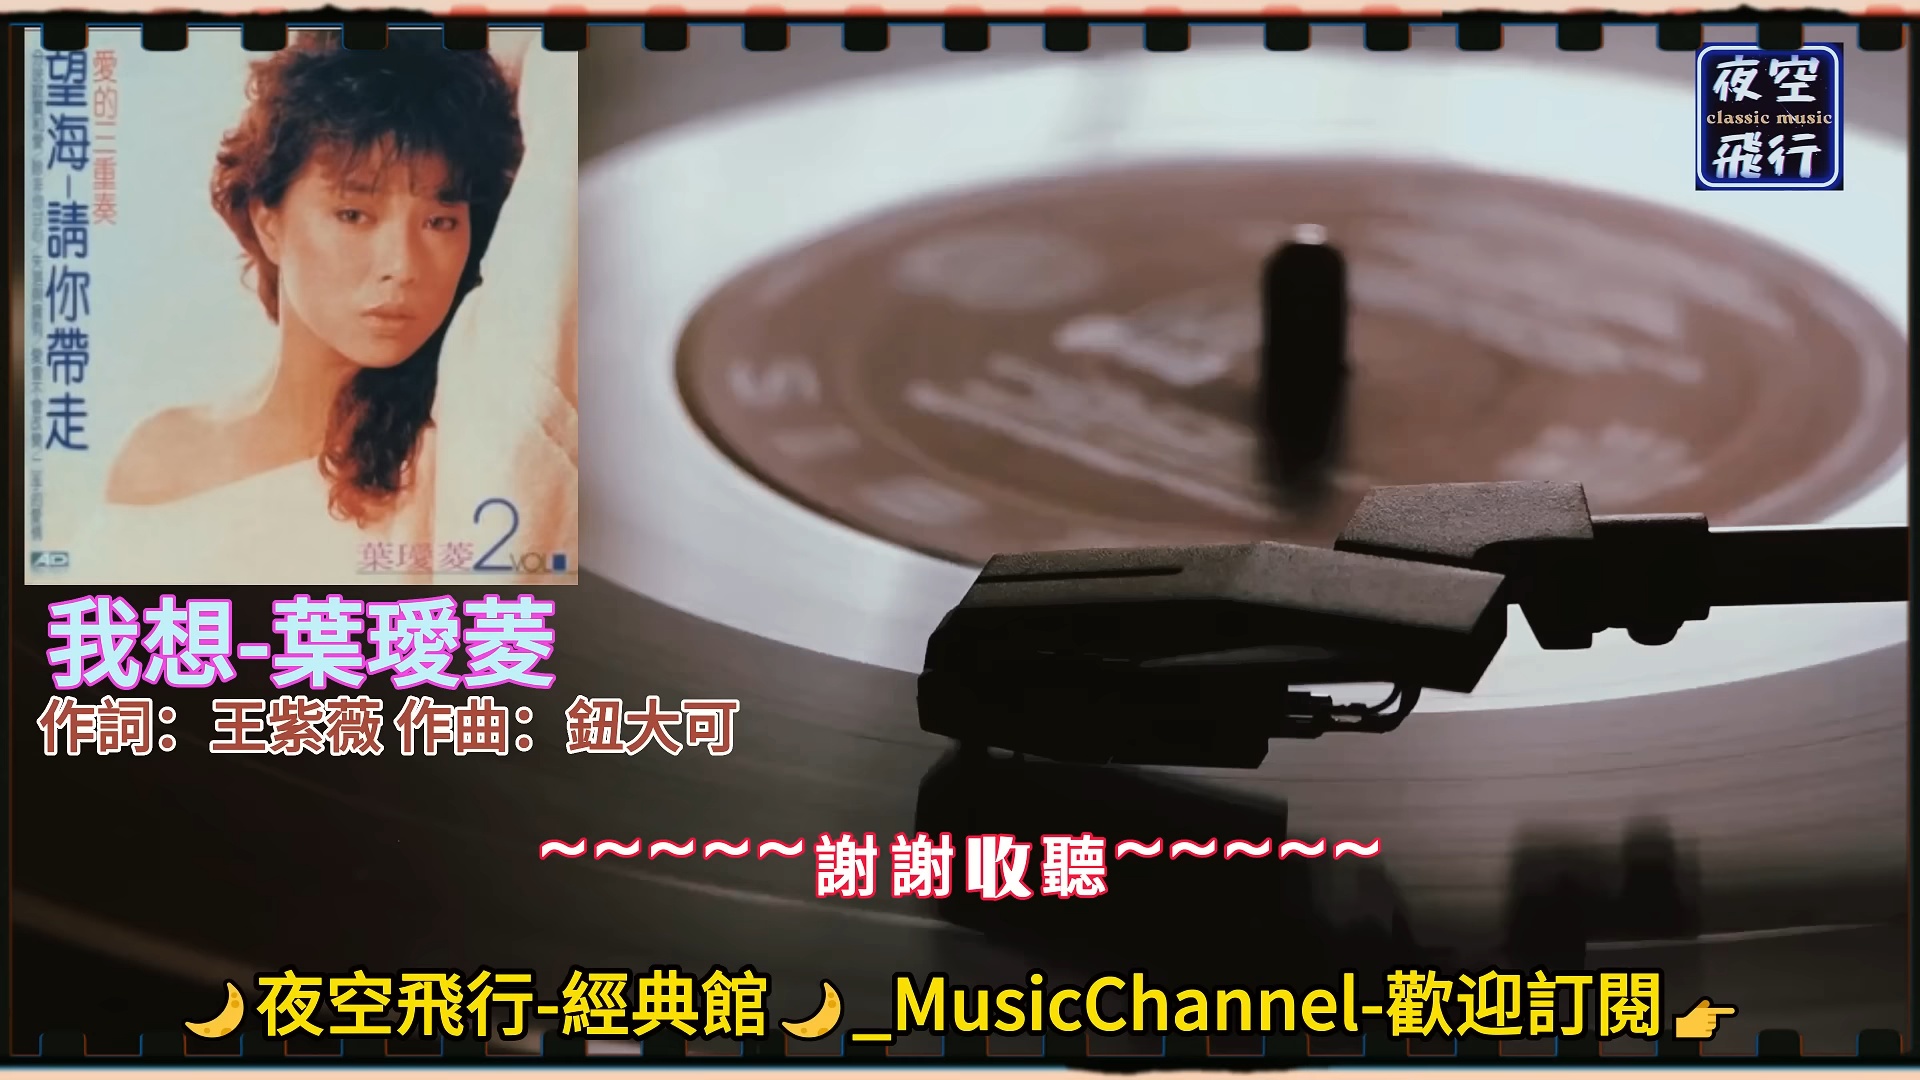 愛的三重奏
望海-請你帶走
葉璦菱
2
VOL
AD
夜空
classic music
飛行
我想-葉璦菱
作詞：王紫薇 作曲：鈕大可
~~~~~謝謝收聽~~~~~
🌙夜空飛行-經典館🌙_MusicChannel-歡迎訂閱👉